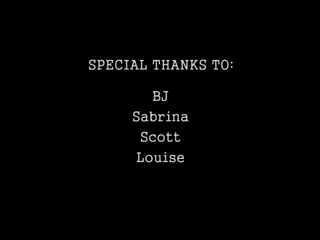 SPECIAL THANKS TO:
BJ
Sabrina
Scott
Louise